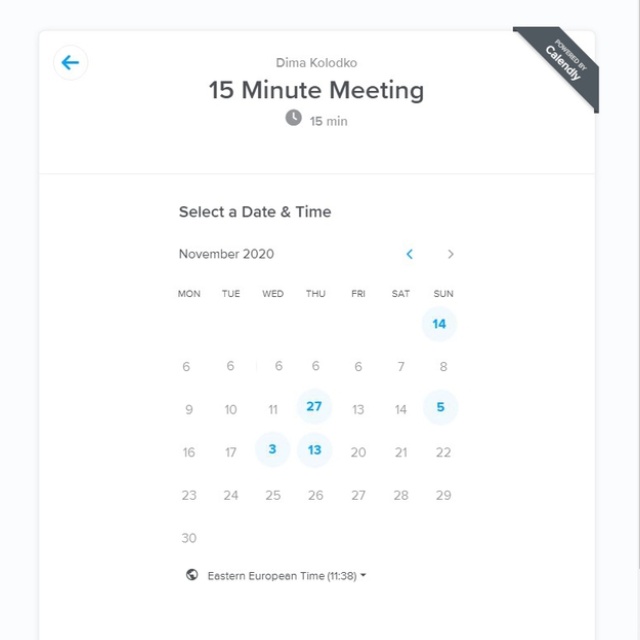 POWERED BY
Calendly
Dima Kolodko
15 Minute Meeting
15 min
Select a Date & Time
November 2020
MON TUE WED THU FRI SAT SUN
14
6 6 6 6 6 7 8
9 10 11 27 13 14 5
16 17 3 13 20 21 22
23 24 25 26 27 28 29
30
Eastern European Time (11:38)